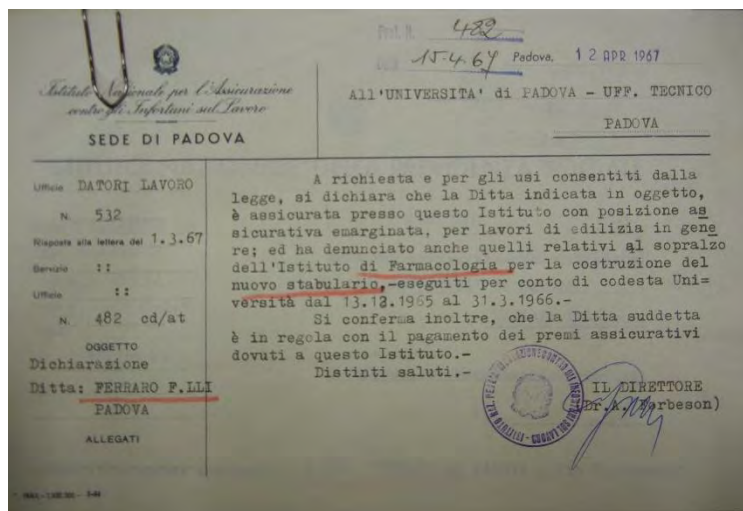 Prot. N. 482
15.4.67 Padova, 12 APR 1967
Istituto Nazionale per l'Assicurazione
contro gli Infortuni sul Lavoro
SEDE DI PADOVA
All'UNIVERSITA' di PADOVA - UFF. TECNICO
PADOVA
Ufficio DATORI LAVORO
N. 532
Risposta alla lettera del 1.3.67
Servizio ::
Ufficio ::
N. 482 cd/at
OGGETTO
Dichiarazione
Ditta: FERRARO F.LLI
PADOVA
ALLEGATI
A richiesta e per gli usi consentiti dalla
legge, si dichiara che la Ditta indicata in oggetto,
è assicurata presso questo Istituto con posizione as
sicurativa emarginata, per lavori di edilizia in gene
re; ed ha denunciato anche quelli relativi al sopralzo
dell'Istituto di Farmacologia per la costruzione del
nuovo stabulario,-eseguiti per conto di codesta Uni=
versità dal 13.12.1965 al 31.3.1966.-
Si conferma inoltre, che la Ditta suddetta
è in regola con il pagamento dei premi assicurativi
dovuti a questo Istituto.-
Distinti saluti.-
IL DIRETTORE